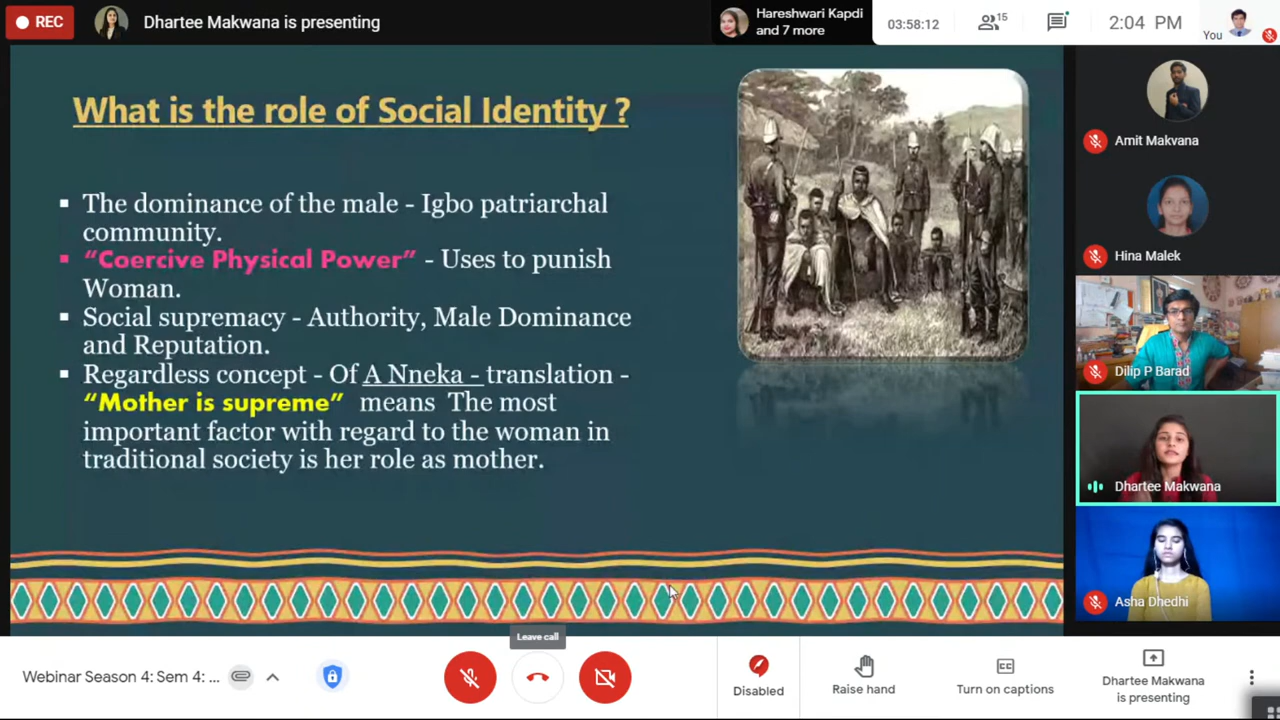 REC
Dhartee Makwana is presenting
Hareshwari Kapdi
and 7 more
03:58:12
15
2:04 PM
You
What is the role of Social Identity ?
▪ The dominance of the male - Igbo patriarchal
community.
▪ “Coercive Physical Power” - Uses to punish
Woman.
▪ Social supremacy - Authority, Male Dominance
and Reputation.
▪ Regardless concept - Of A Nneka - translation -
“Mother is supreme” means The most
important factor with regard to the woman in
traditional society is her role as mother.
Amit Makvana
Hina Malek
Dilip P Barad
Dhartee Makwana
Asha Dhedhi
Leave call
Webinar Season 4: Sem 4: ...
Disabled
Raise hand
CC
Turn on captions
Dhartee Makwana
is presenting